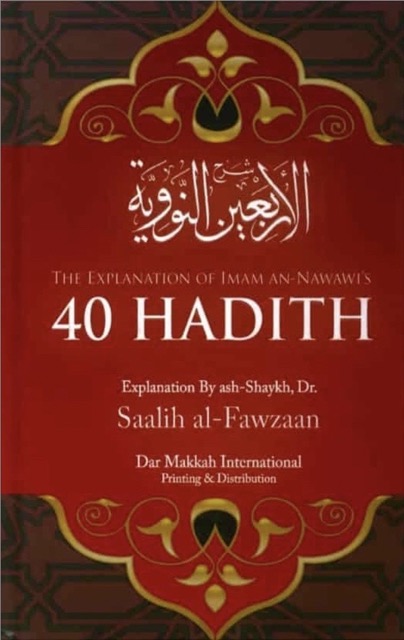 شرح
الأربعين النووية
THE EXPLANATION OF IMAM AN-NAWAWI'S
40 HADITH
Explanation By ash-Shaykh, Dr.
Saalih al-Fawzaan
Dar Makkah International
Printing & Distribution